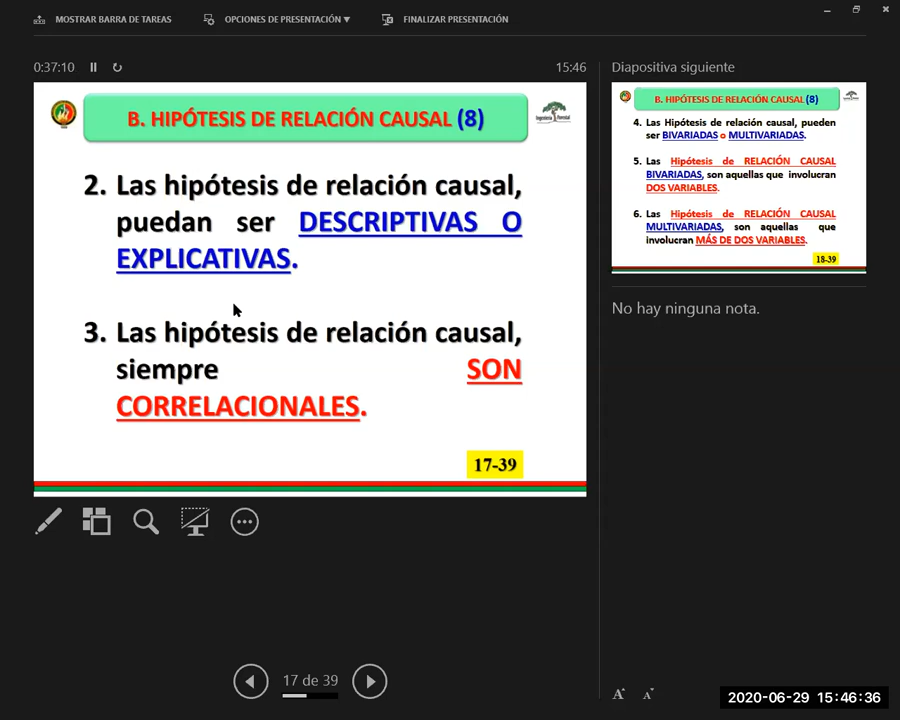 MOSTRAR BARRA DE TAREAS OPCIONES DE PRESENTACIÓN ▼ FINALIZAR PRESENTACIÓN
0:37:10 15:46
B. HIPÓTESIS DE RELACIÓN CAUSAL (8)
2. Las hipótesis de relación causal,
puedan ser DESCRIPTIVAS O
EXPLICATIVAS.
3. Las hipótesis de relación causal,
siempre SON
CORRELACIONALES.
17-39
Diapositiva siguiente
B. HIPÓTESIS DE RELACIÓN CAUSAL (8)
4. Las Hipótesis de relación causal, pueden
ser BIVARIADAS o MULTIVARIADAS.
5. Las Hipótesis de RELACIÓN CAUSAL
BIVARIADAS, son aquellas que involucran
DOS VARIABLES.
6. Las Hipótesis de RELACIÓN CAUSAL
MULTIVARIADAS, son aquellas que
involucran MÁS DE DOS VARIABLES.
18-39
No hay ninguna nota.
17 de 39
A A
2020-06-29 15:46:36